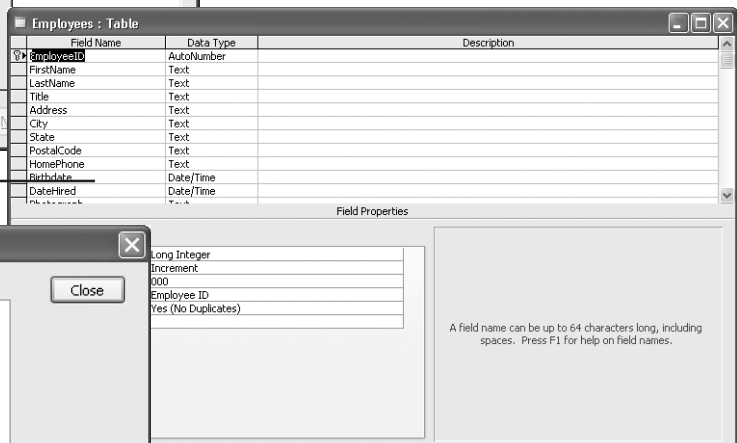 Employees : Table
Field Name Data Type Description
EmployeeID AutoNumber
FirstName Text
LastName Text
Title Text
Address Text
City Text
State Text
PostalCode Text
HomePhone Text
Birthdate Date/Time
DateHired Date/Time
Photograph Text
Field Properties
Long Integer
Increment
000
Employee ID
Yes (No Duplicates)
Close
A field name can be up to 64 characters long, including
spaces. Press F1 for help on field names.